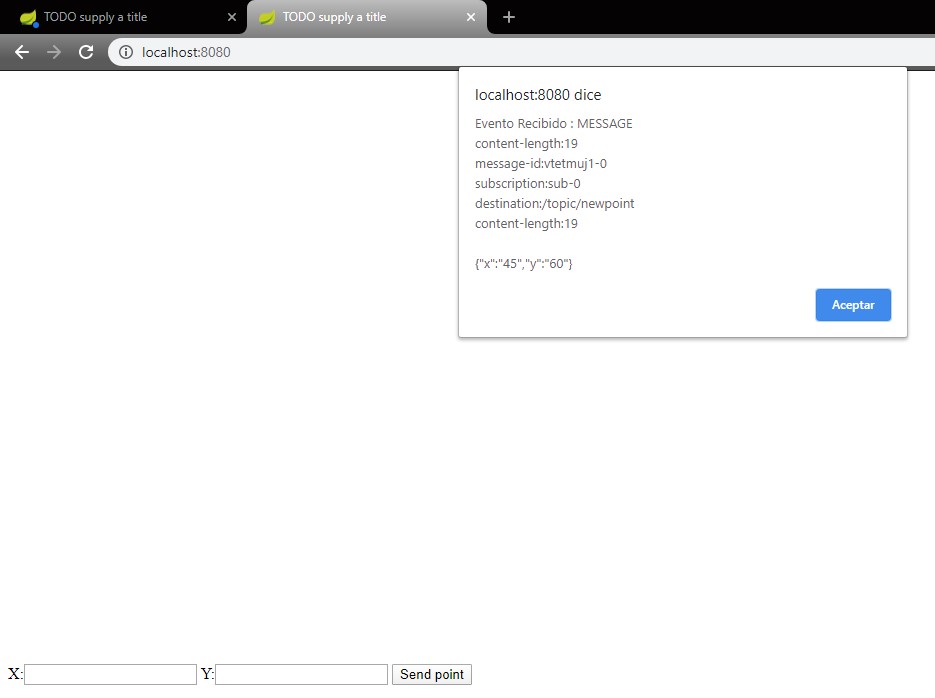 TODO supply a title
TODO supply a title
localhost:8080
localhost:8080 dice
Evento Recibido : MESSAGE
content-length:19
message-id:vtetmuj1-0
subscription:sub-0
destination:/topic/newpoint
content-length:19
{"x":"45","y":"60"}
Aceptar
X: Y: Send point